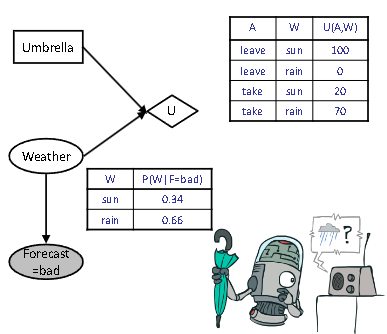 Umbrella
U
Weather
Forecast
=bad
A W U(A,W)
leave sun 100
leave rain 0
take sun 20
take rain 70
W P(W|F=bad)
sun 0.34
rain 0.66
?